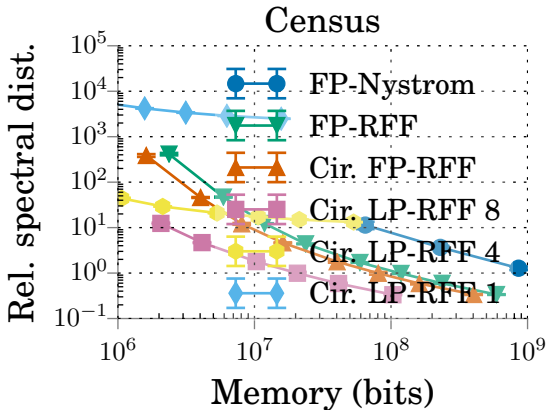 Census
Rel. spectral dist.
10^5
10^4
10^3
10^2
10^1
10^0
10^−1
FP-Nystrom
FP-RFF
Cir. FP-RFF
Cir. LP-RFF 8
Cir. LP-RFF 4
Cir. LP-RFF 1
10^6 10^7 10^8 10^9
Memory (bits)